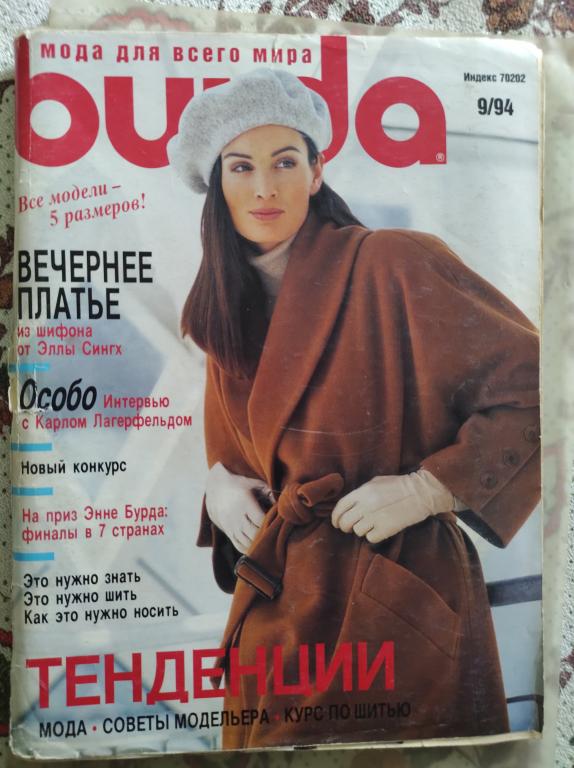 мода для всего мира
burda®
Индекс 70202
9/94
Все модели –
5 размеров!
ВЕЧЕРНЕЕ
ПЛАТЬЕ
из шифона
от Эллы Сингх
Особо Интервью
с Карлом Лагерфельдом
Новый конкурс
На приз Энне Бурда:
финалы в 7 странах
Это нужно знать
Это нужно шить
Как это нужно носить
ТЕНДЕНЦИИ
МОДА • СОВЕТЫ МОДЕЛЬЕРА • КУРС ПО ШИТЬЮ